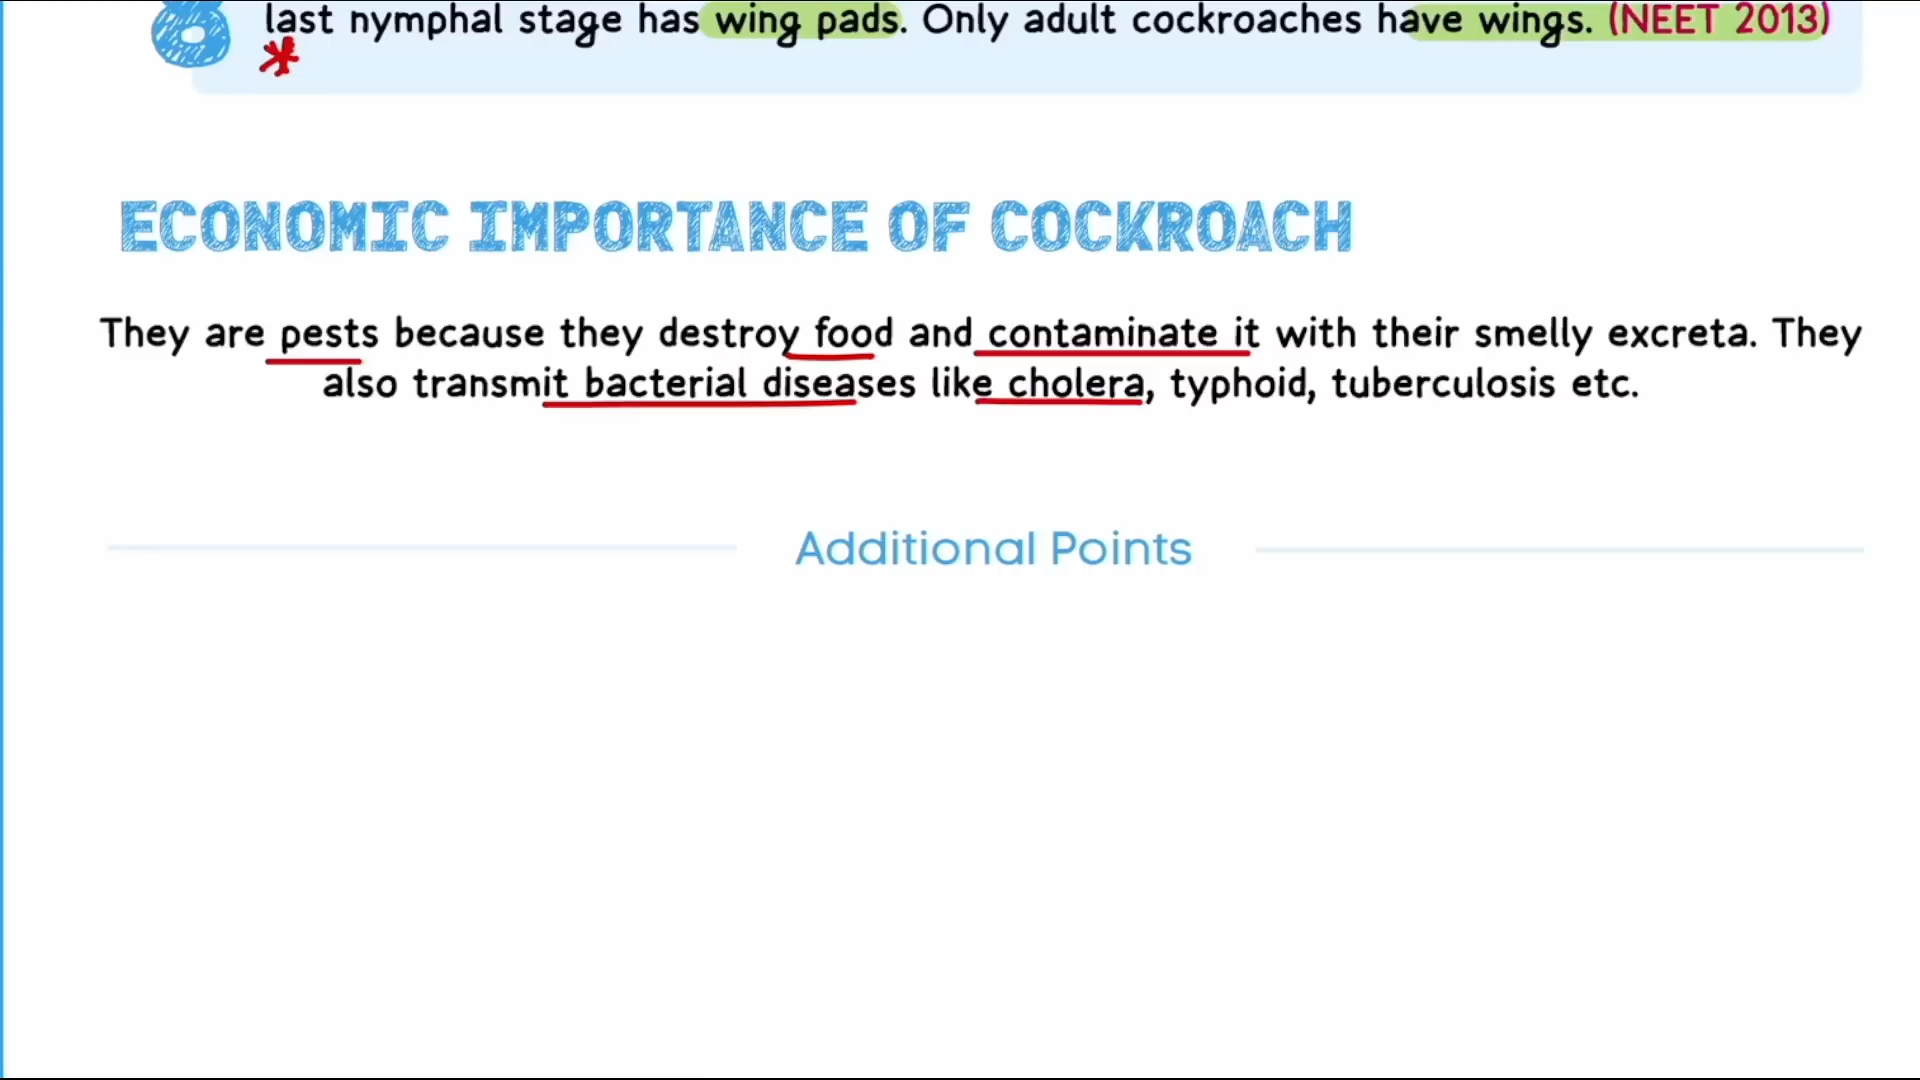 8 last nymphal stage has wing pads. Only adult cockroaches have wings. (NEET 2013)
ECONOMIC IMPORTANCE OF COCKROACH
They are pests because they destroy food and contaminate it with their smelly excreta. They
also transmit bacterial diseases like cholera, typhoid, tuberculosis etc.
Additional Points